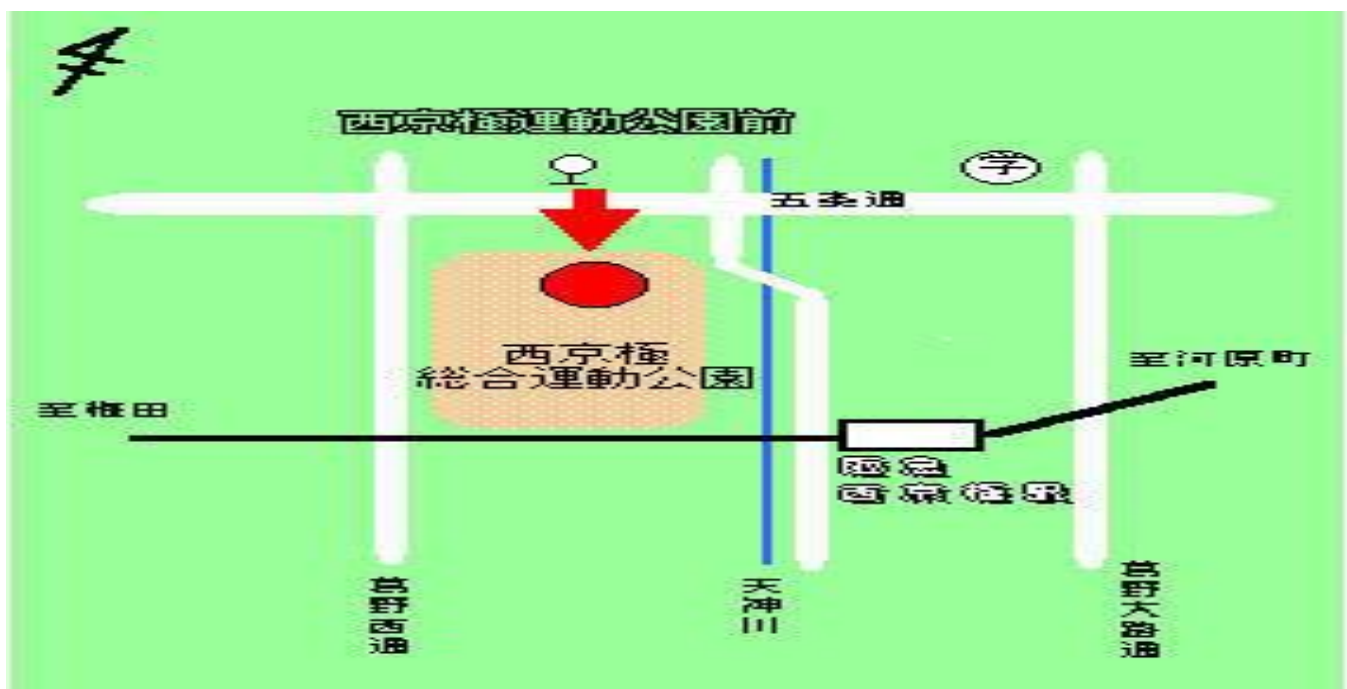 西京極運動公園前
学
五条通
西京極
総合運動公園
至河原町
至梅田
阪急
西京極駅
葛野西通
天神川
葛野大路通